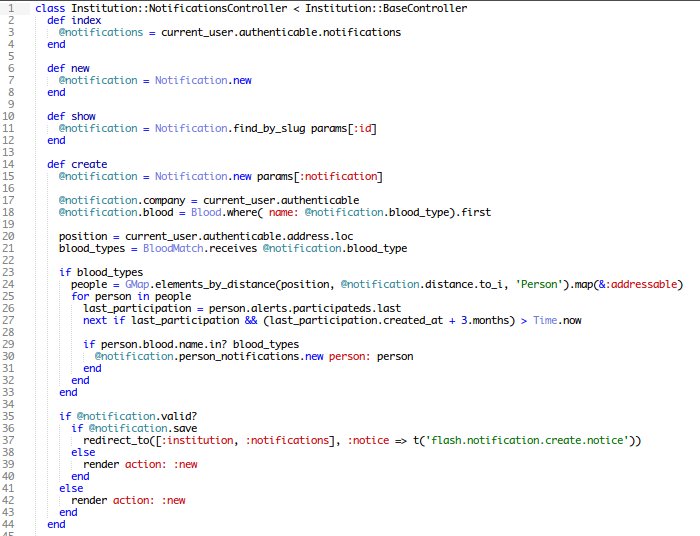 1 class Institution::NotificationsController < Institution::BaseController
2   def index
3     @notifications = current_user.authenticable.notifications
4   end
5
6   def new
7     @notification = Notification.new
8   end
9
10   def show
11     @notification = Notification.find_by_slug params[:id]
12   end
13
14   def create
15     @notification = Notification.new params[:notification]
16
17     @notification.company = current_user.authenticable
18     @notification.blood = Blood.where( name: @notification.blood_type).first
19
20     position = current_user.authenticable.address.loc
21     blood_types = BloodMatch.receives @notification.blood_type
22
23     if blood_types
24       people = GMap.elements_by_distance(position, @notification.distance.to_i, 'Person').map(&:addressable)
25       for person in people
26         last_participation = person.alerts.participateds.last
27         next if last_participation && (last_participation.created_at + 3.months) > Time.now
28
29         if person.blood.name.in? blood_types
30           @notification.person_notifications.new person: person
31         end
32       end
33     end
34
35     if @notification.valid?
36       if @notification.save
37         redirect_to([:institution, :notifications], :notice => t('flash.notification.create.notice'))
38       else
39         render action: :new
40       end
41     else
42       render action: :new
43     end
44   end
45